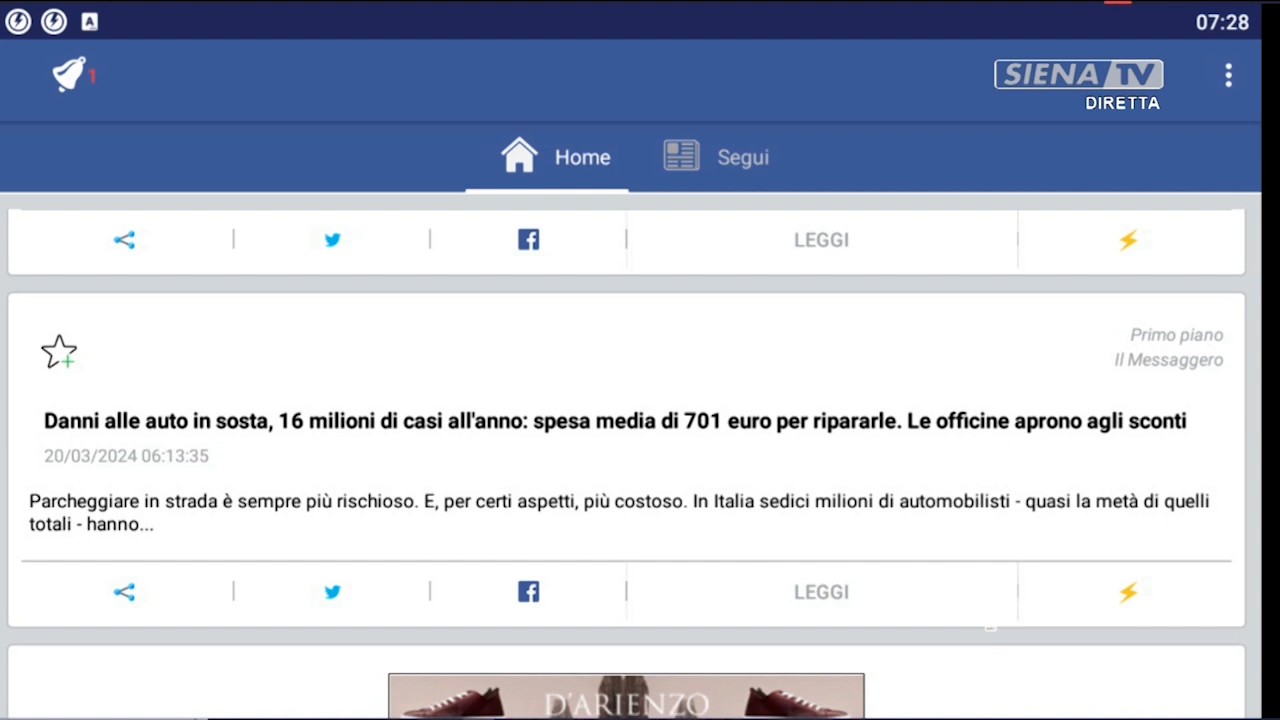 07:28
1
SIENA TV
DIRETTA
Home
Segui
LEGGI
Primo piano
Il Messaggero
Danni alle auto in sosta, 16 milioni di casi all'anno: spesa media di 701 euro per ripararle. Le officine aprono agli sconti
20/03/2024 06:13:35
Parcheggiare in strada è sempre più rischioso. E, per certi aspetti, più costoso. In Italia sedici milioni di automobilisti - quasi la metà di quelli
totali - hanno...
LEGGI
D'ARIENZO